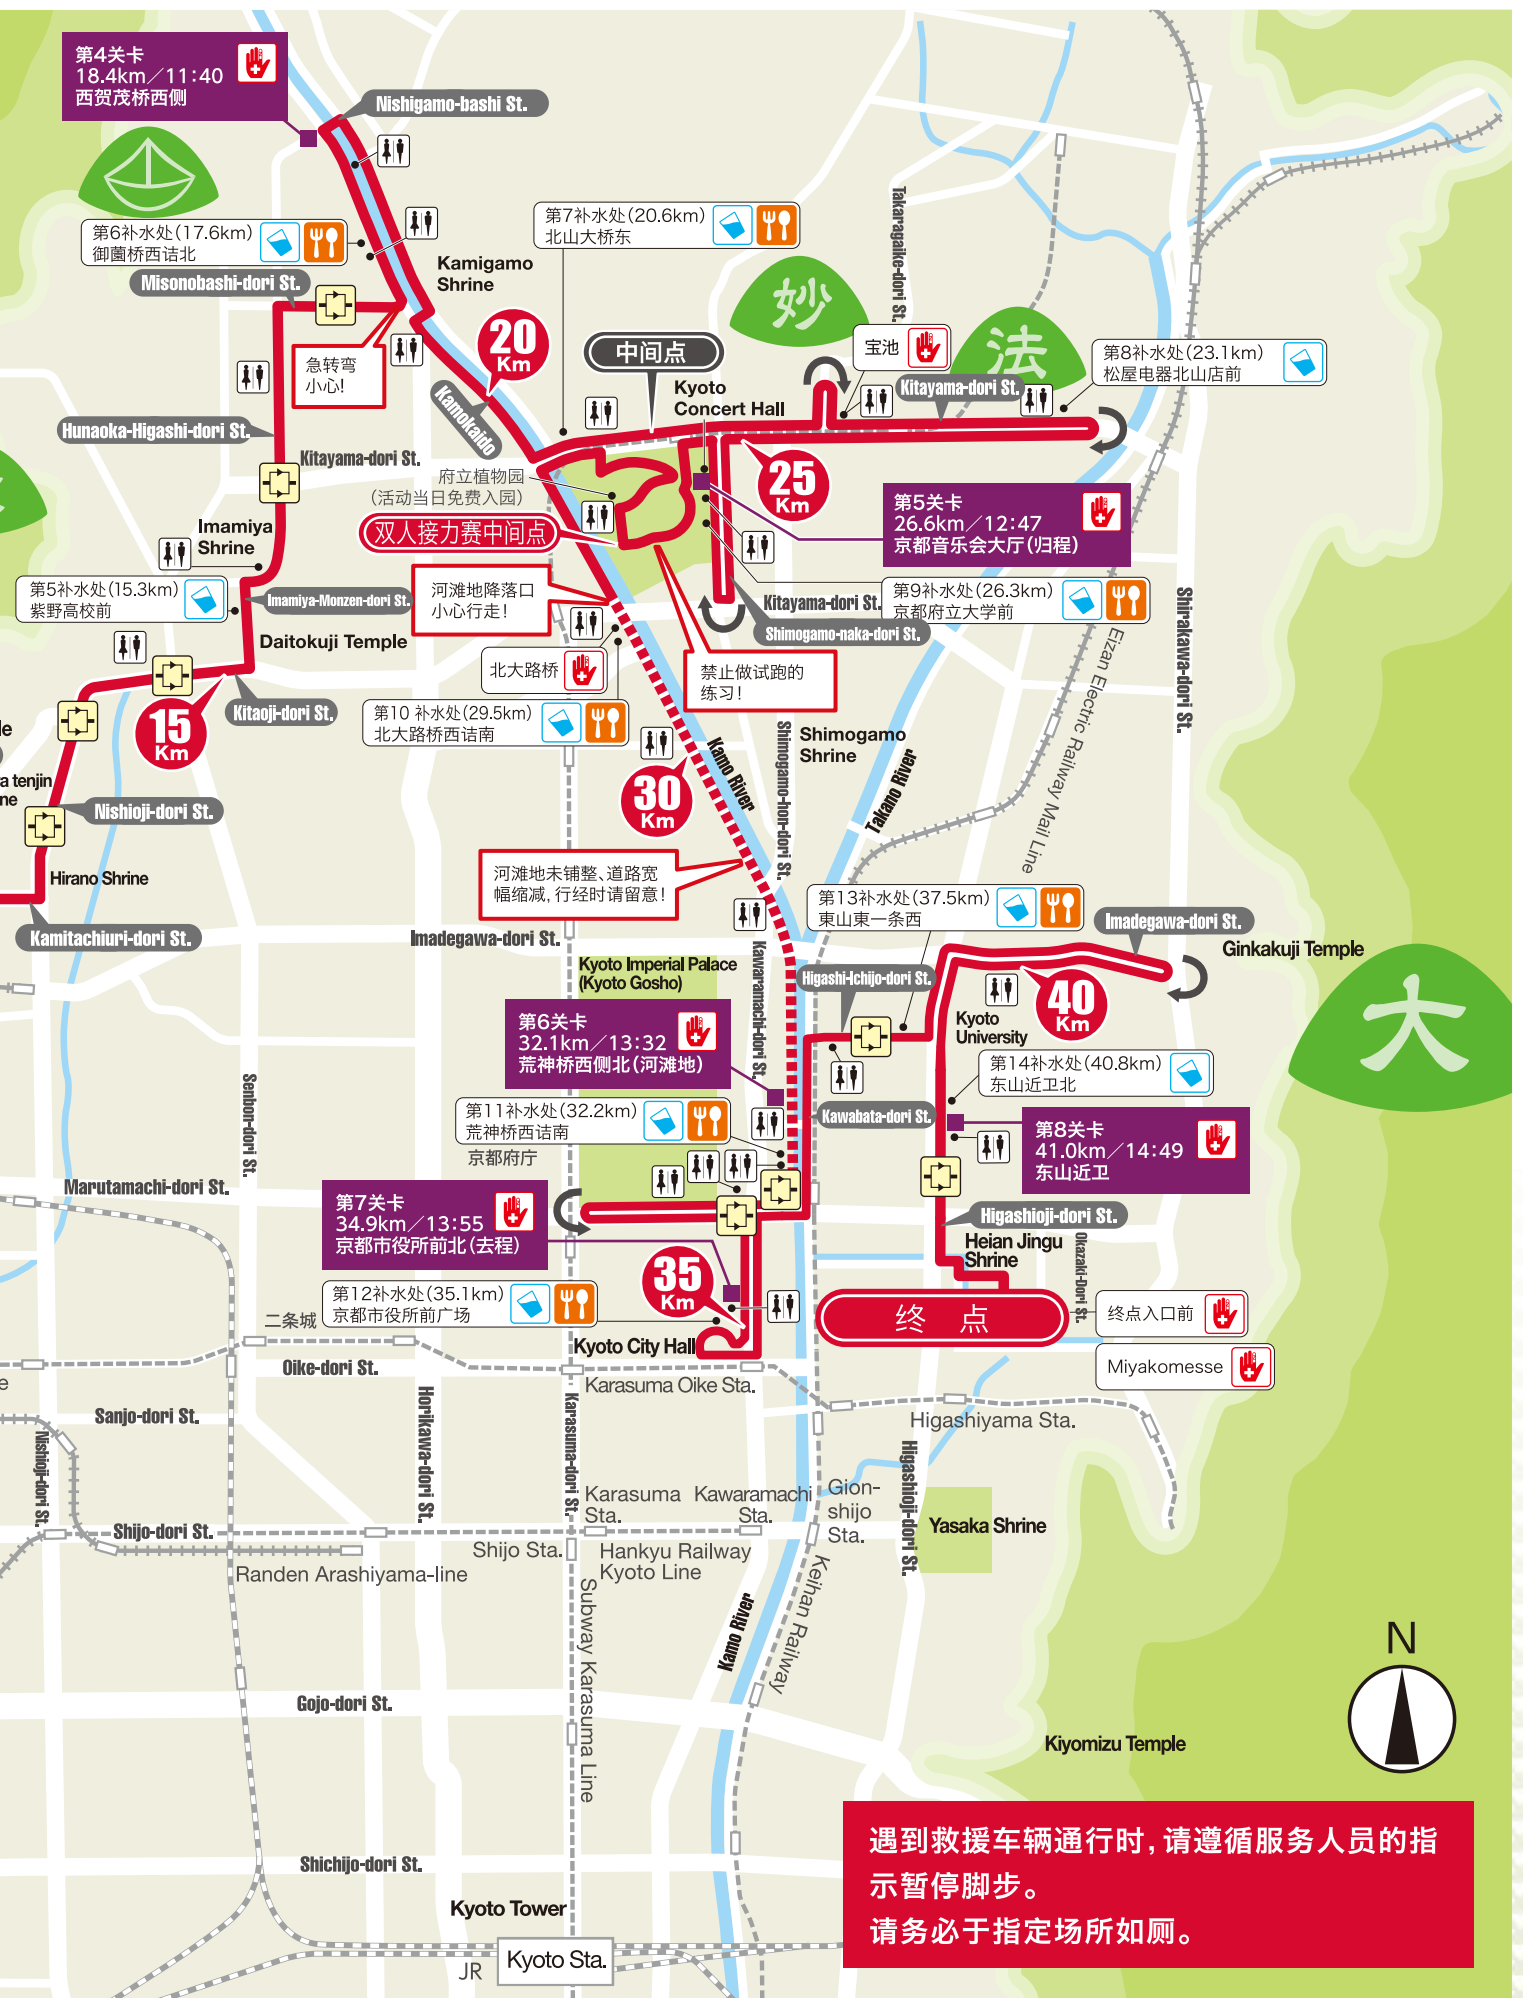 第4关卡
18.4km/11:40
西贺茂桥西侧
Nishigamo-bashi St.
第6补水处(17.6km)
御薗桥西诘北
Misonobashi-dori St.
第7补水处(20.6km)
北山大桥东
Takaragaike-dori St.
Kamigamo
Shrine
妙
法
20
Km
中间点
宝池
第8补水处(23.1km)
松屋电器北山店前
急转弯
小心!
Kyoto
Concert Hall
Kitayama-dori St.
Kamokaido
Hunaoka-Higashi-dori St.
Kitayama-dori St.
府立植物园
(活动当日免费入园)
25
Km
第5关卡
26.6km/12:47
京都音乐会大厅(归程)
双人接力赛中间点
Imamiya
Shrine
第5补水处(15.3km)
紫野高校前
Imamiya-Monzen-dori St.
河滩地降落口
小心行走!
Kitayama-dori St.
第9补水处(26.3km)
京都府立大学前
Shimogamo-naka-dori St.
Daitokuji Temple
Shirakawa-dori St.
Eizan Electric Railway Mail Line
北大路桥
禁止做试跑的
练习!
15
Km
Kitaoji-dori St.
第10 补水处(29.5km)
北大路桥西诘南
Shimogamo
Shrine
Shimogamo-hon-dori St.
Kamo River
Takano River
le
a tenjin
ne
Nishioji-dori St.
30
Km
Hirano Shrine
河滩地未铺整、道路宽
幅缩减,行经时请留意!
第13补水处(37.5km)
東山東一条西
Imadegawa-dori St.
Kamitachiuri-dori St.
Imadegawa-dori St.
Ginkakuji Temple
Kyoto Imperial Palace
(Kyoto Gosho)
Kawaramachi-dori St.
Higashi-Ichijo-dori St.
40
Km
大
第6关卡
32.1km/13:32
荒神桥西侧北(河滩地)
Kyoto
University
第14补水处(40.8km)
东山近卫北
Senbon-dori St.
第11补水处(32.2km)
荒神桥西诘南
京都府庁
Kawabata-dori St.
第8关卡
41.0km/14:49
东山近卫
Marutamachi-dori St.
第7关卡
34.9km/13:55
京都市役所前北(去程)
Higashioji-dori St.
Heian Jingu
Shrine
Okazaki-Dori St.
35
Km
第12补水处(35.1km)
京都市役所前广场
二条城
终点
终点入口前
Kyoto City Hall
Miyakomesse
Oike-dori St.
e
Karasuma Oike Sta.
Sanjo-dori St.
Higashiyama Sta.
Nishioji-dori St.
Horikawa-dori St.
Karasuma-dori St.
Higashioji-dori St.
Karasuma
Sta.
Kawaramachi
Sta.
Gion-
shijo
Sta.
Shijo-dori St.
Yasaka Shrine
Shijo Sta.
Hankyu Railway
Kyoto Line
Randen Arashiyama-line
Subway Karasuma Line
Kamo River
Keihan Railway
N
Gojo-dori St.
Kiyomizu Temple
遇到救援车辆通行时,请遵循服务人员的指
示暂停脚步。
请务必于指定场所如厕。
Shichijo-dori St.
Kyoto Tower
Kyoto Sta.
JR